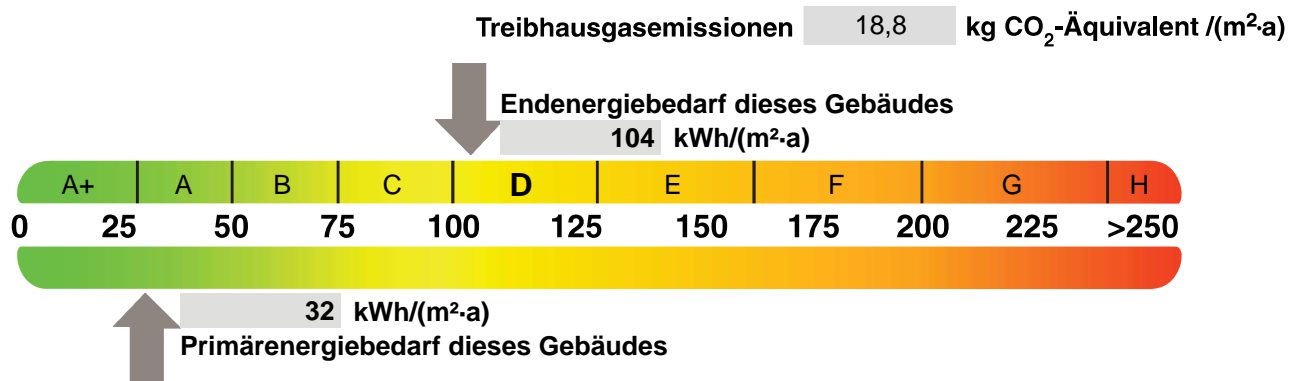 Treibhausgasemissionen 18,8 kg CO₂-Äquivalent /(m²·a)
Endenergiebedarf dieses Gebäudes
104 kWh/(m²·a)
A+ A B C D E F G H
0 25 50 75 100 125 150 175 200 225 >250
32 kWh/(m²·a)
Primärenergiebedarf dieses Gebäudes